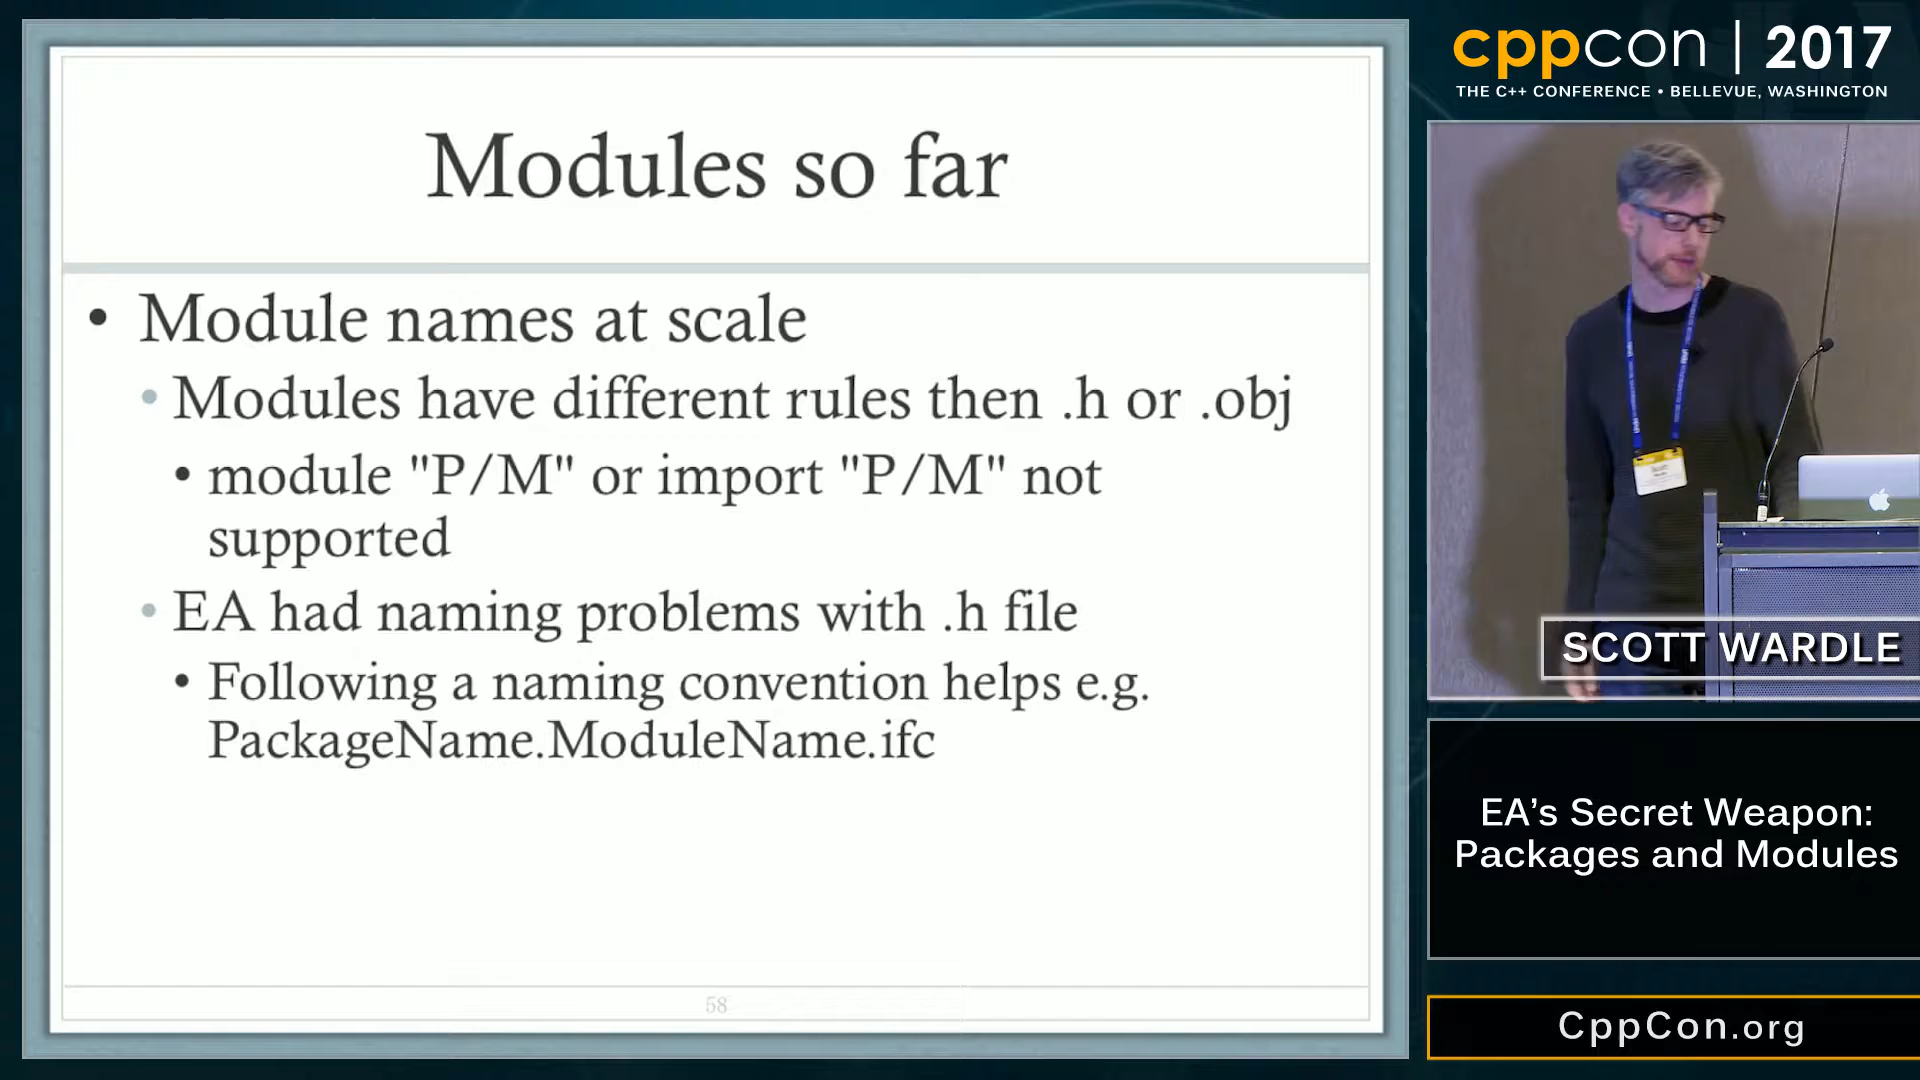 Modules so far
• Module names at scale
• Modules have different rules then .h or .obj
• module "P/M" or import "P/M" not
supported
• EA had naming problems with .h file
• Following a naming convention helps e.g.
PackageName.ModuleName.ifc
58
cppcon | 2017
THE C++ CONFERENCE • BELLEVUE, WASHINGTON
SCOTT WARDLE
EA’s Secret Weapon:
Packages and Modules
CppCon.org